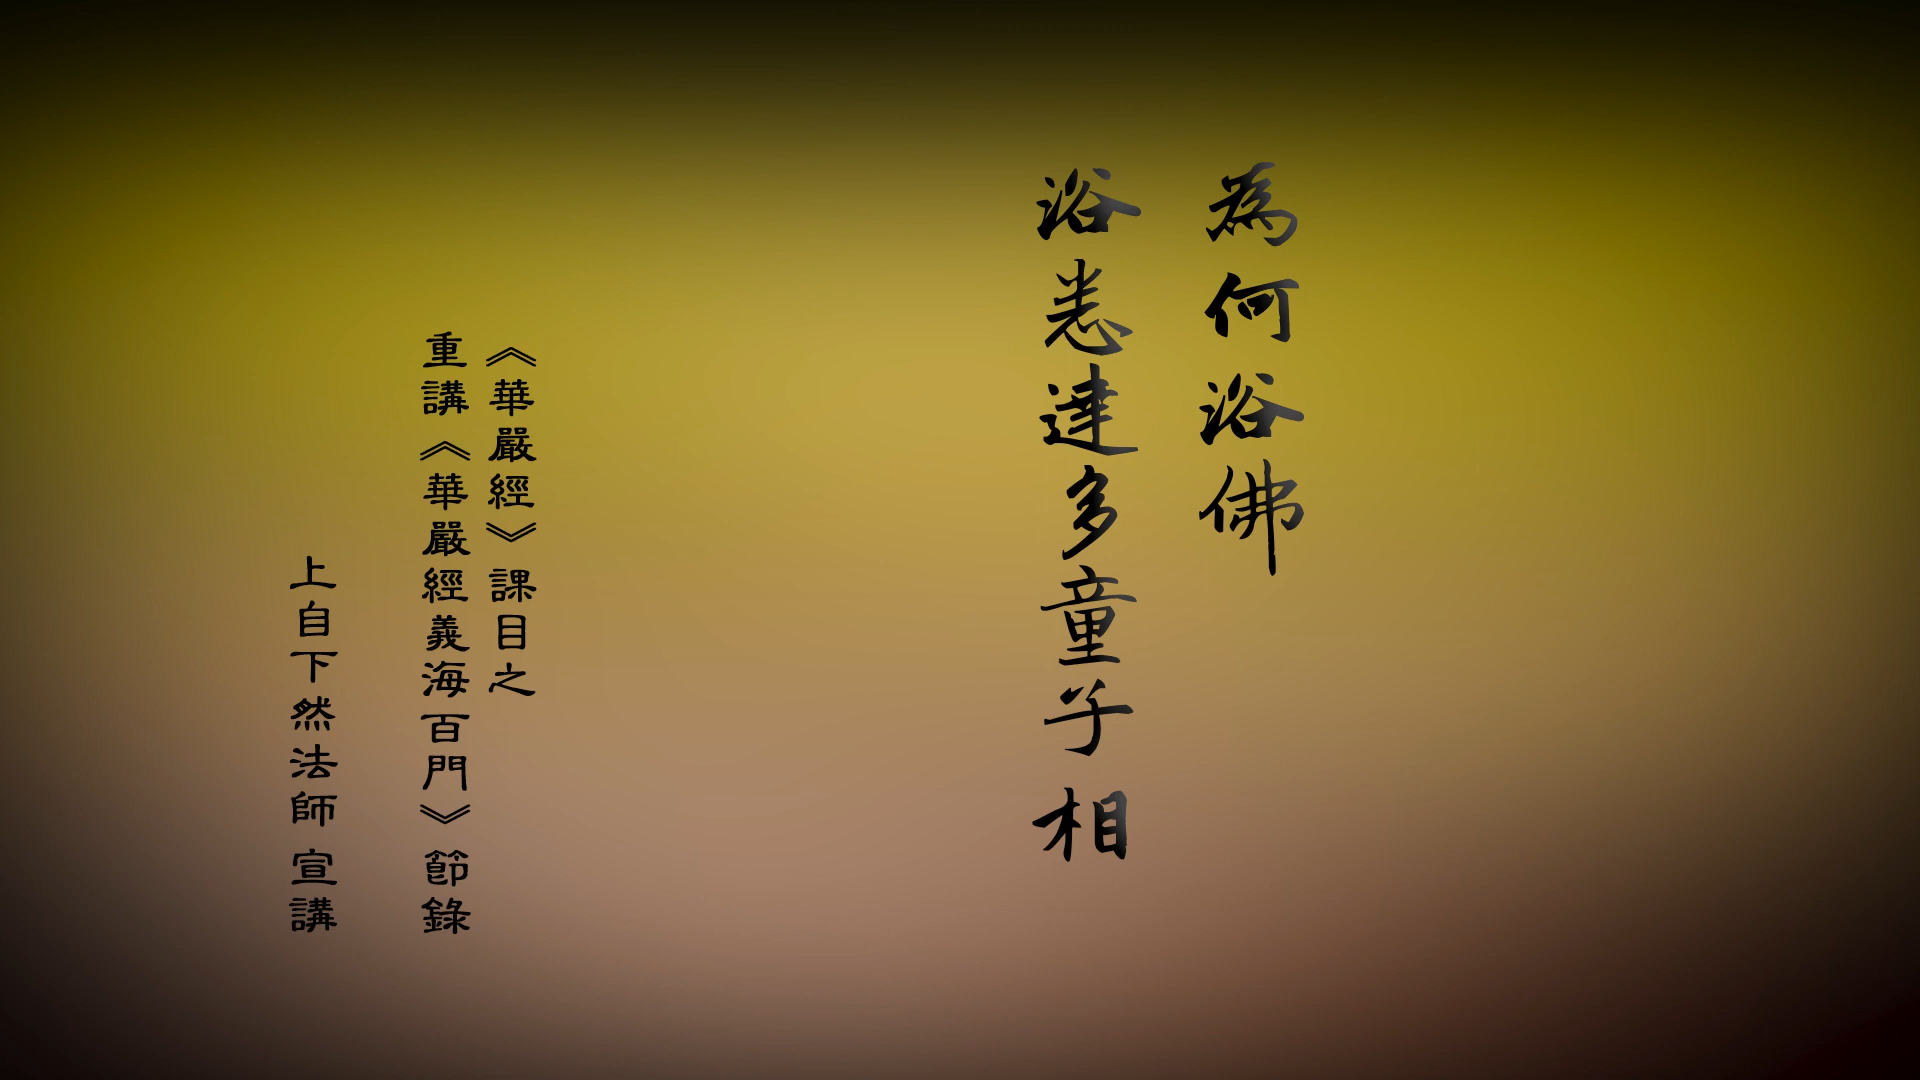 為何浴佛
浴悉達多童子相
《華嚴經》課目之
重講《華嚴經義海百門》節錄
上自下然法師 宣講